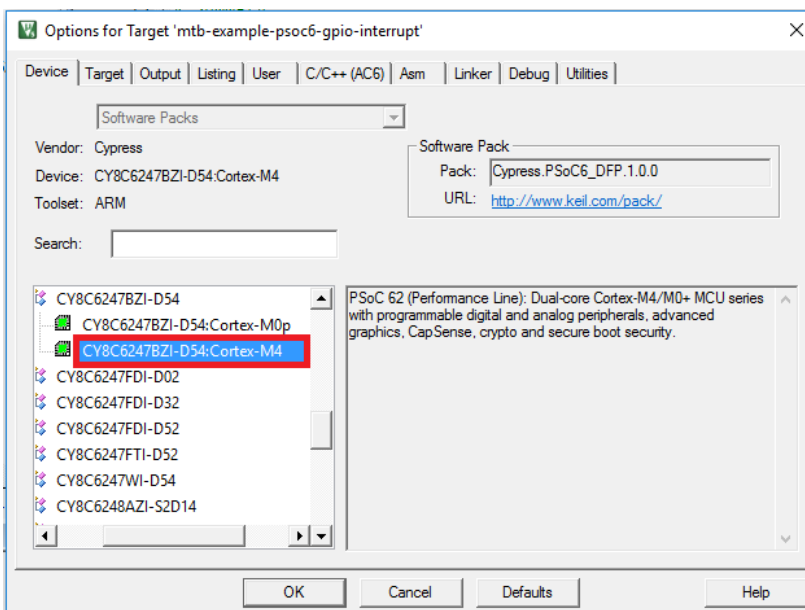 Options for Target 'mtb-example-psoc6-gpio-interrupt'
Device Target Output Listing User C/C++ (AC6) Asm Linker Debug Utilities
Software Packs
Vendor: Cypress
Device: CY8C6247BZI-D54:Cortex-M4
Toolset: ARM
Search:
Software Pack
Pack: Cypress.PSoC6_DFP.1.0.0
URL: http://www.keil.com/pack/
CY8C6247BZI-D54
CY8C6247BZI-D54:Cortex-M0p
CY8C6247BZI-D54:Cortex-M4
CY8C6247FDI-D02
CY8C6247FDI-D32
CY8C6247FDI-D52
CY8C6247FTI-D52
CY8C6247WI-D54
CY8C6248AZI-S2D14
PSoC 62 (Performance Line): Dual-core Cortex-M4/M0+ MCU series
with programmable digital and analog peripherals, advanced
graphics, CapSense, crypto and secure boot security.
OK Cancel Defaults Help